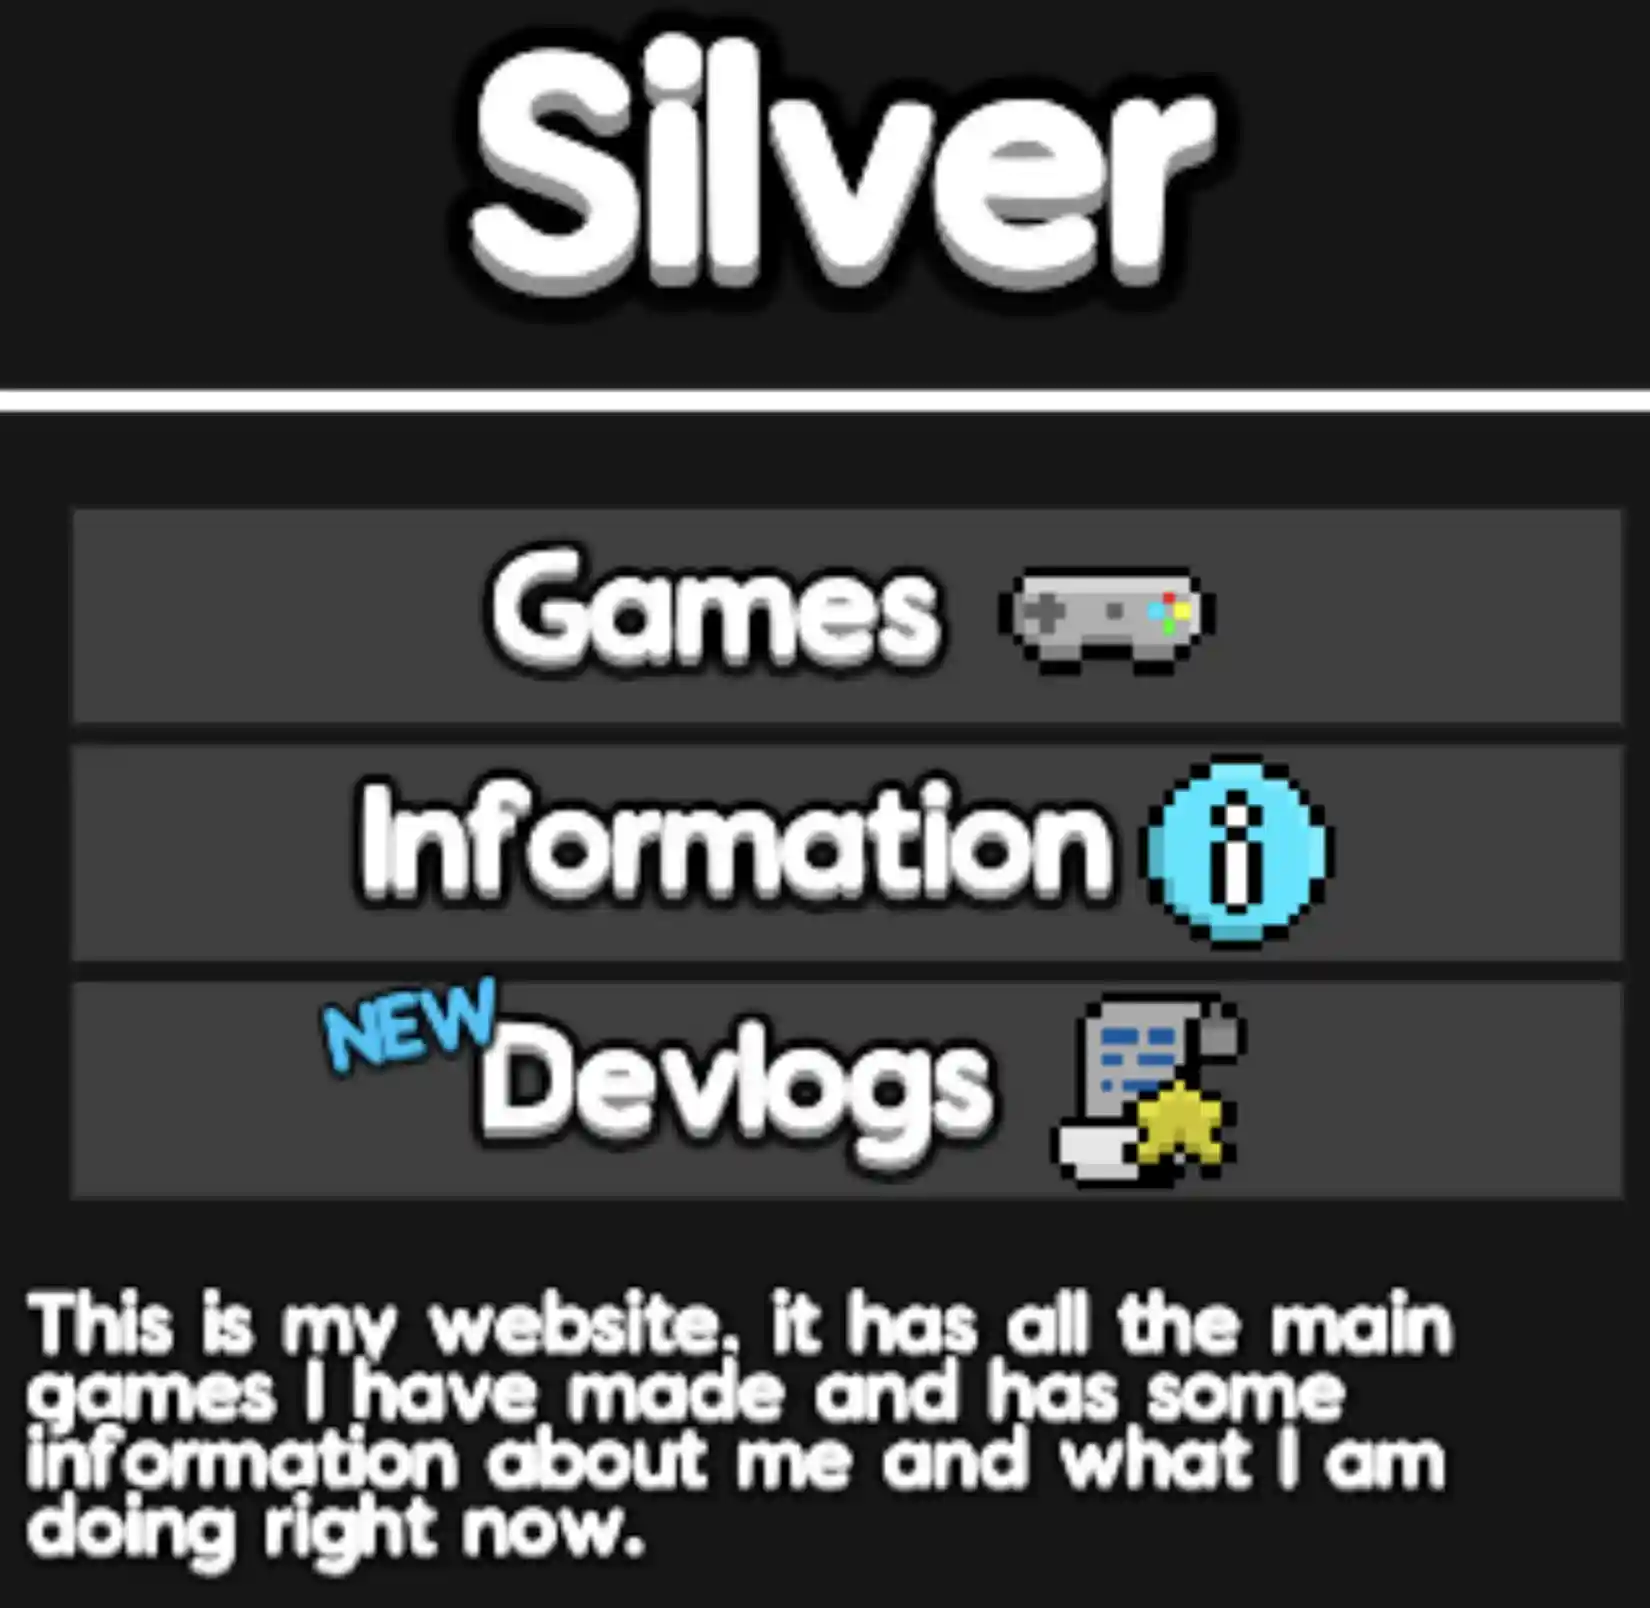 Silver
Games
Information
NEW
Devlogs
This is my website, it has all the main
games I have made and has some
information about me and what I am
doing right now.